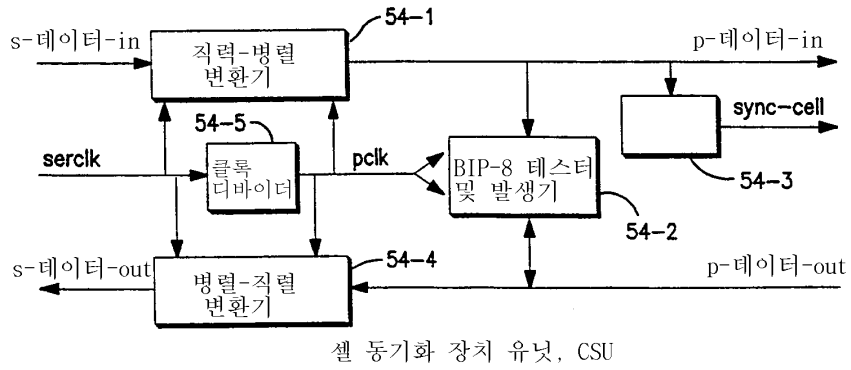 54-1
s-데이터-in
직력-병렬
변환기
p-데이터-in
54-5
sync-cell
serclk
클록
디바이더
pclk
BIP-8 테스터
및 발생기
54-3
54-2
s-데이터-out
54-4
p-데이터-out
병렬-직렬
변환기
셀 동기화 장치 유닛, CSU